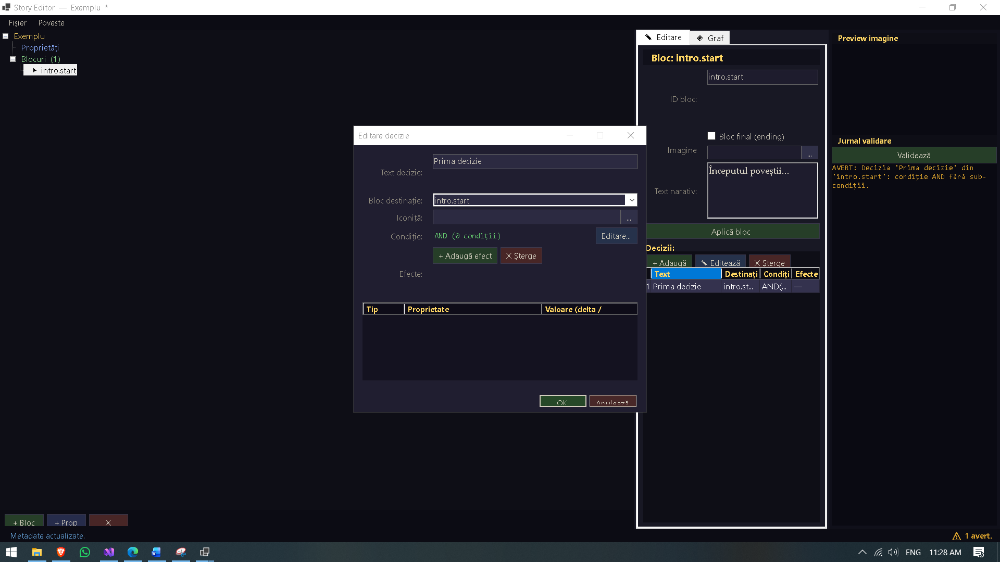 Story Editor — Exemplu *
Fișier Poveste
Exemplu
Proprietăți
Blocuri (1)
intro.start
Editare Graf
Bloc: intro.start
intro.start
ID bloc:
Bloc final (ending)
Imagine ...
Începutul poveștii...
Text narativ:
Aplică bloc
Decizii:
+ Adaugă Editează X Șterge
Text Destinați Condiți Efecte
1 Prima decizie intro.st... AND(... —
Preview imagine
Jurnal validare
Validează
AVERT: Decizia 'Prima decizie' din
'intro.start': condiție AND fără sub-
condiții.
Editare decizie
Prima decizie
Text decizie:
Bloc destinație: intro.start
Iconiță: ...
Condiție: AND (0 condiții) Editare...
+ Adaugă efect X Șterge
Efecte:
Tip Proprietate Valoare (delta /
OK Anulează
+ Bloc + Prop X
Metadate actualizate.
1 avert.
ENG 11:28 AM